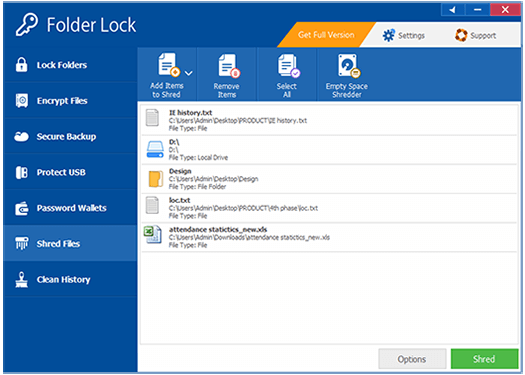 Folder Lock
Get Full Version
Settings
Support
Lock Folders
Encrypt Files
Secure Backup
Protect USB
Password Wallets
Shred Files
Clean History
Add Items
to Shred
Remove
Items
Select
All
Empty Space
Shredder
IE history.txt
C:\Users\Admin\Desktop\PRODUCT\IE history.txt
File Type: File
D:\
D:\
File Type: Local Drive
Design
C:\Users\Admin\Desktop\Design
File Type: File Folder
loc.txt
C:\Users\Admin\Desktop\PRODUCT\4th phase\loc.txt
File Type: File
attendance statictics_new.xls
C:\Users\Admin\Downloads\attendance statictics_new.xls
File Type: File
Options
Shred